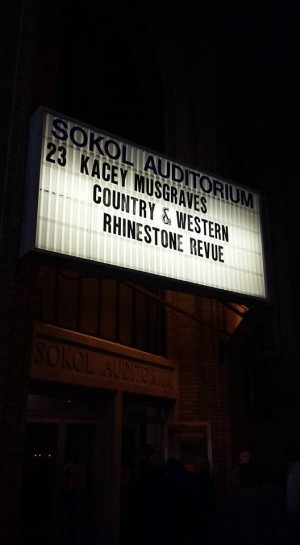 SOKOL AUDITORIUM
23 KACEY MUSGRAVES
COUNTRY & WESTERN
RHINESTONE REVUE
SOKOL AUDITORIUM